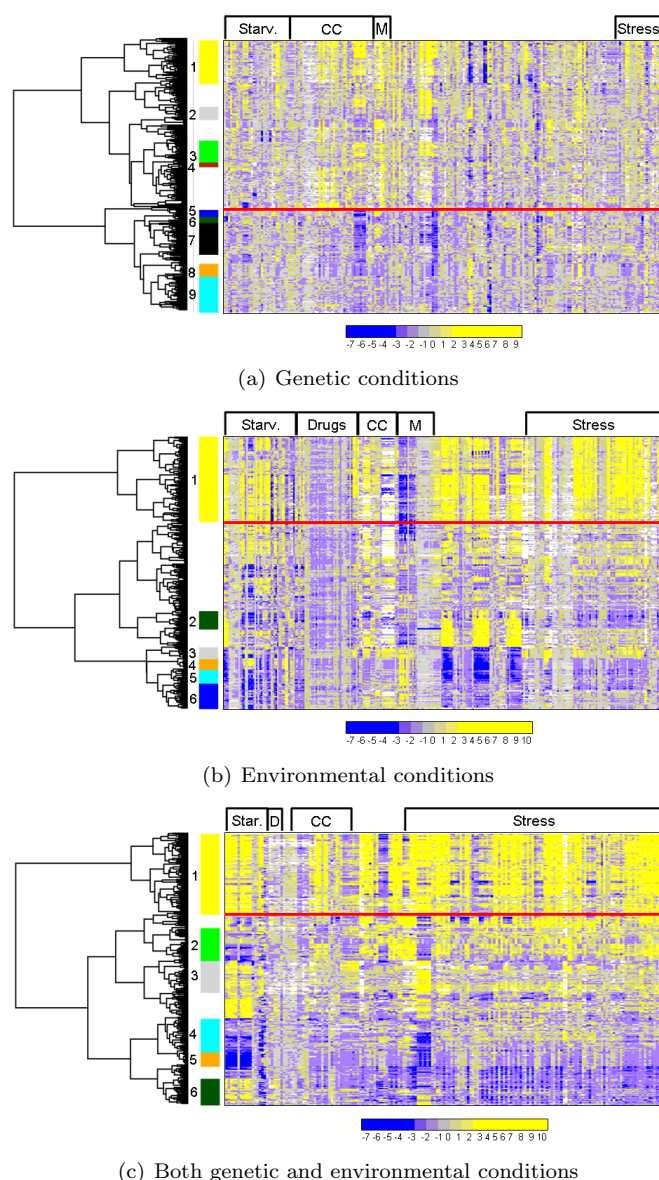 Starv. CC M Stress
1
2
3
4
5
6
7
8
9
-7 -6 -5 -4 -3 -2 -1 0 1 2 3 4 5 6 7 8 9
(a) Genetic conditions
Starv. Drugs CC M Stress
1
2
3
4
5
6
-7 -6 -5 -4 -3 -2 -1 0 1 2 3 4 5 6 7 8 9 10
(b) Environmental conditions
Star. D CC Stress
1
2
3
4
5
6
-7 -6 -5 -4 -3 -2 -1 0 1 2 3 4 5 6 7 8 9 10
(c) Both genetic and environmental conditions